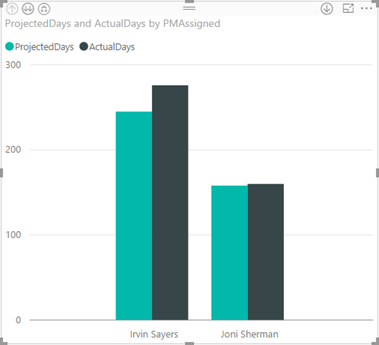 ProjectedDays and ActualDays by PMAssigned
ProjectedDays ActualDays
300
200
100
0
Irvin Sayers Joni Sherman